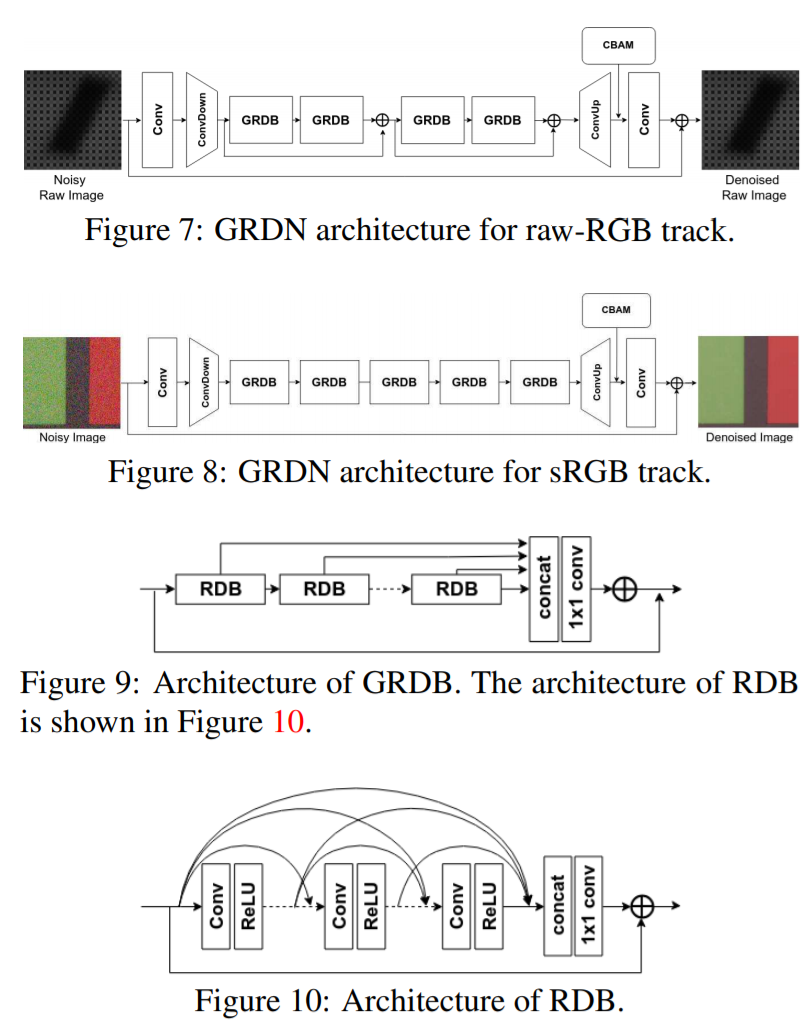 CBAM
Conv
ConvDown
GRDB
GRDB
GRDB
GRDB
ConvUp
Conv
Noisy
Raw Image
Denoised
Raw Image
Figure 7: GRDN architecture for raw-RGB track.
CBAM
Conv
ConvDown
GRDB
GRDB
GRDB
GRDB
GRDB
ConvUp
Conv
Noisy Image
Denoised Image
Figure 8: GRDN architecture for sRGB track.
RDB
RDB
RDB
concat
1x1 conv
Figure 9: Architecture of GRDB. The architecture of RDB
is shown in Figure 10.
Conv
ReLU
Conv
ReLU
Conv
ReLU
concat
1x1 conv
Figure 10: Architecture of RDB.